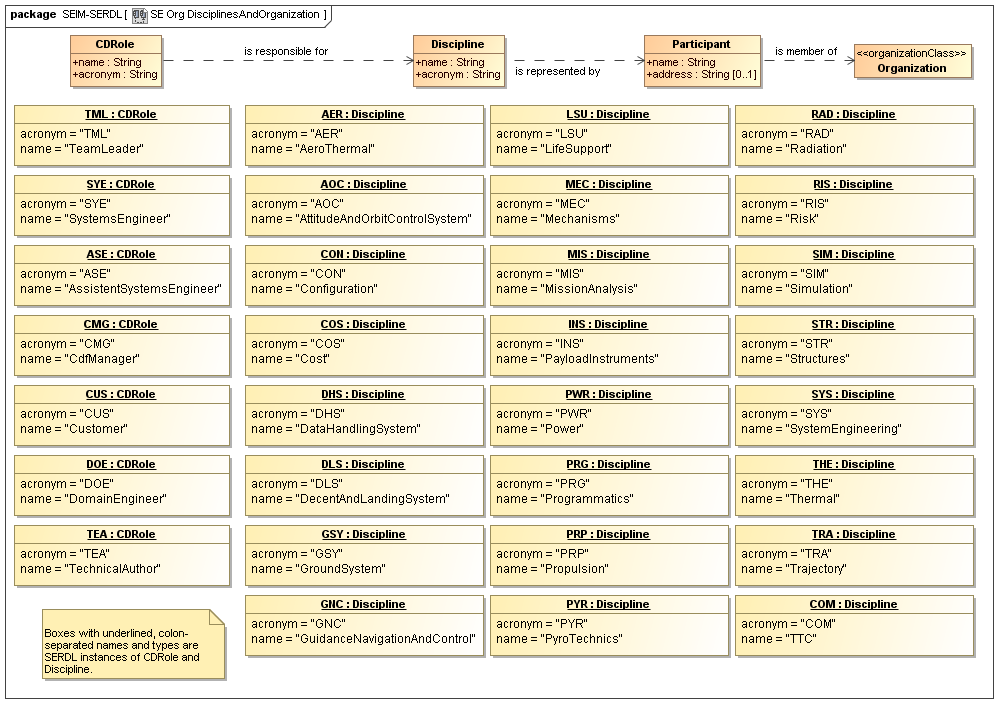 package SEIM-SERDL [ SE Org DisciplinesAndOrganization ]
CDRole
+name : String
+acronym : String
is responsible for
Discipline
+name : String
+acronym : String
is represented by
Participant
+name : String
+address : String [0..1]
is member of
<<organizationClass>>
Organization
TML : CDRole
acronym = "TML"
name = "TeamLeader"
AER : Discipline
acronym = "AER"
name = "AeroThermal"
LSU : Discipline
acronym = "LSU"
name = "LifeSupport"
RAD : Discipline
acronym = "RAD"
name = "Radiation"
SYE : CDRole
acronym = "SYE"
name = "SystemsEngineer"
AOC : Discipline
acronym = "AOC"
name = "AttitudeAndOrbitControlSystem"
MEC : Discipline
acronym = "MEC"
name = "Mechanisms"
RIS : Discipline
acronym = "RIS"
name = "Risk"
ASE : CDRole
acronym = "ASE"
name = "AssistentSystemsEngineer"
CON : Discipline
acronym = "CON"
name = "Configuration"
MIS : Discipline
acronym = "MIS"
name = "MissionAnalysis"
SIM : Discipline
acronym = "SIM"
name = "Simulation"
CMG : CDRole
acronym = "CMG"
name = "CdfManager"
COS : Discipline
acronym = "COS"
name = "Cost"
INS : Discipline
acronym = "INS"
name = "PayloadInstruments"
STR : Discipline
acronym = "STR"
name = "Structures"
CUS : CDRole
acronym = "CUS"
name = "Customer"
DHS : Discipline
acronym = "DHS"
name = "DataHandlingSystem"
PWR : Discipline
acronym = "PWR"
name = "Power"
SYS : Discipline
acronym = "SYS"
name = "SystemEngineering"
DOE : CDRole
acronym = "DOE"
name = "DomainEngineer"
DLS : Discipline
acronym = "DLS"
name = "DecentAndLandingSystem"
PRG : Discipline
acronym = "PRG"
name = "Programmatics"
THE : Discipline
acronym = "THE"
name = "Thermal"
TEA : CDRole
acronym = "TEA"
name = "TechnicalAuthor"
GSY : Discipline
acronym = "GSY"
name = "GroundSystem"
PRP : Discipline
acronym = "PRP"
name = "Propulsion"
TRA : Discipline
acronym = "TRA"
name = "Trajectory"
GNC : Discipline
acronym = "GNC"
name = "GuidanceNavigationAndControl"
PYR : Discipline
acronym = "PYR"
name = "PyroTechnics"
COM : Discipline
acronym = "COM"
name = "TTC"
Boxes with underlined, colon-
separated names and types are
SERDL instances of CDRole and
Discipline.